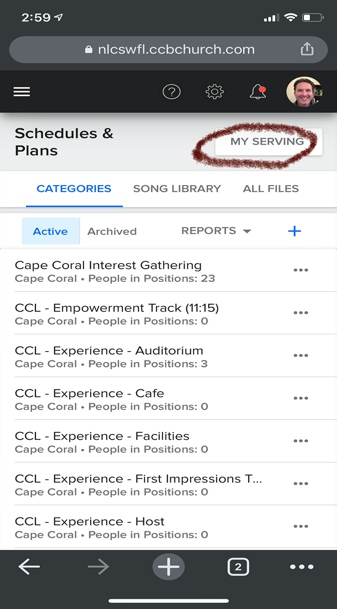 2:59
nlcswfl.ccbchurch.com
Schedules &
Plans
MY SERVING
CATEGORIES SONG LIBRARY ALL FILES
Active Archived REPORTS
Cape Coral Interest Gathering
Cape Coral • People in Positions: 23
CCL - Empowerment Track (11:15)
Cape Coral • People in Positions: 0
CCL - Experience - Auditorium
Cape Coral • People in Positions: 3
CCL - Experience - Cafe
Cape Coral • People in Positions: 0
CCL - Experience - Facilities
Cape Coral • People in Positions: 0
CCL - Experience - First Impressions T...
Cape Coral • People in Positions: 0
CCL - Experience - Host
Cape Coral • People in Positions: 0
2